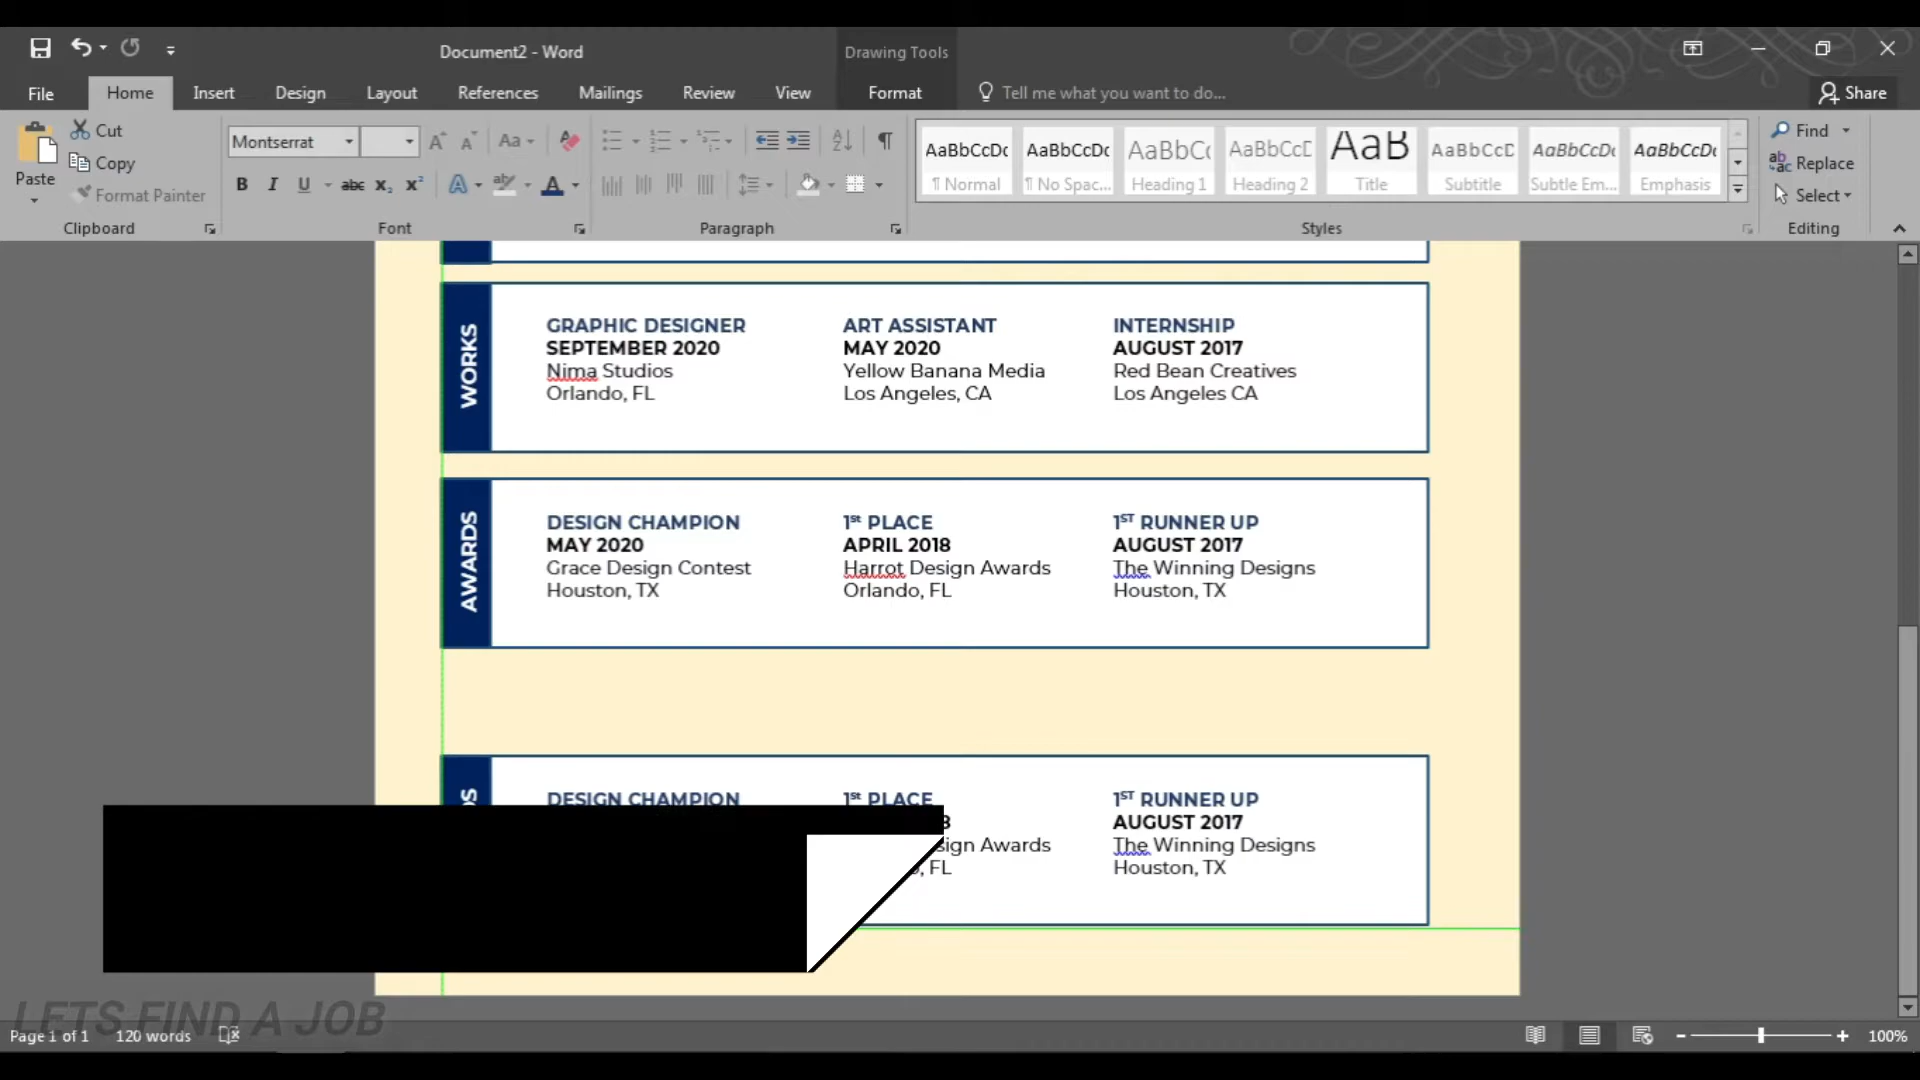 Document2 - Word
Drawing Tools
File
Home
Insert
Design
Layout
References
Mailings
Review
View
Format
Tell me what you want to do...
Share
Paste
Cut
Copy
Format Painter
Clipboard
Montserrat
Font
Paragraph
AaBbCcDc
¶ Normal
AaBbCcDc
¶ No Spac...
AaBbC
Heading 1
AaBbCcD
Heading 2
AaB
Title
AaBbCcD
Subtitle
AaBbCcDc
Subtle Em...
AaBbCcDc
Emphasis
Styles
Find
Replace
Select
Editing
WORKS
GRAPHIC DESIGNER
SEPTEMBER 2020
Nima Studios
Orlando, FL
ART ASSISTANT
MAY 2020
Yellow Banana Media
Los Angeles, CA
INTERNSHIP
AUGUST 2017
Red Bean Creatives
Los Angeles CA
AWARDS
DESIGN CHAMPION
MAY 2020
Grace Design Contest
Houston, TX
1st PLACE
APRIL 2018
Harrot Design Awards
Orlando, FL
1ST RUNNER UP
AUGUST 2017
The Winning Designs
Houston, TX
DESIGN CHAMPION
1st PLACE
Awards
, FL
1ST RUNNER UP
AUGUST 2017
The Winning Designs
Houston, TX
LETS FIND A JOB
Page 1 of 1
120 words
100%